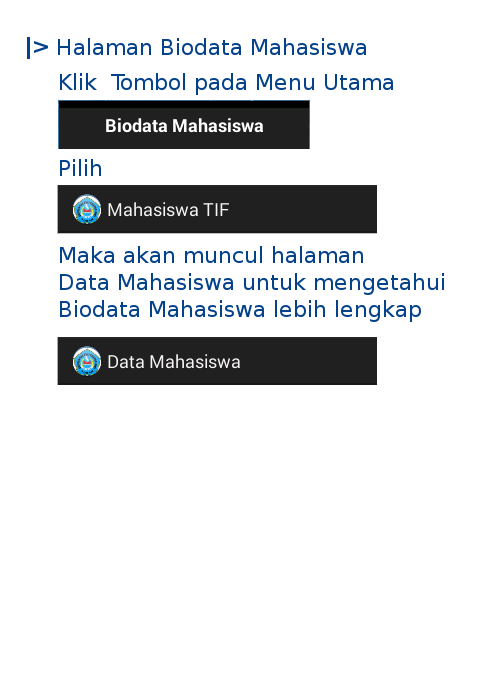 |> Halaman Biodata Mahasiswa
Klik  Tombol pada Menu Utama
Biodata Mahasiswa
Pilih
Mahasiswa TIF
Maka akan muncul halaman
Data Mahasiswa untuk mengetahui
Biodata Mahasiswa lebih lengkap
Data Mahasiswa